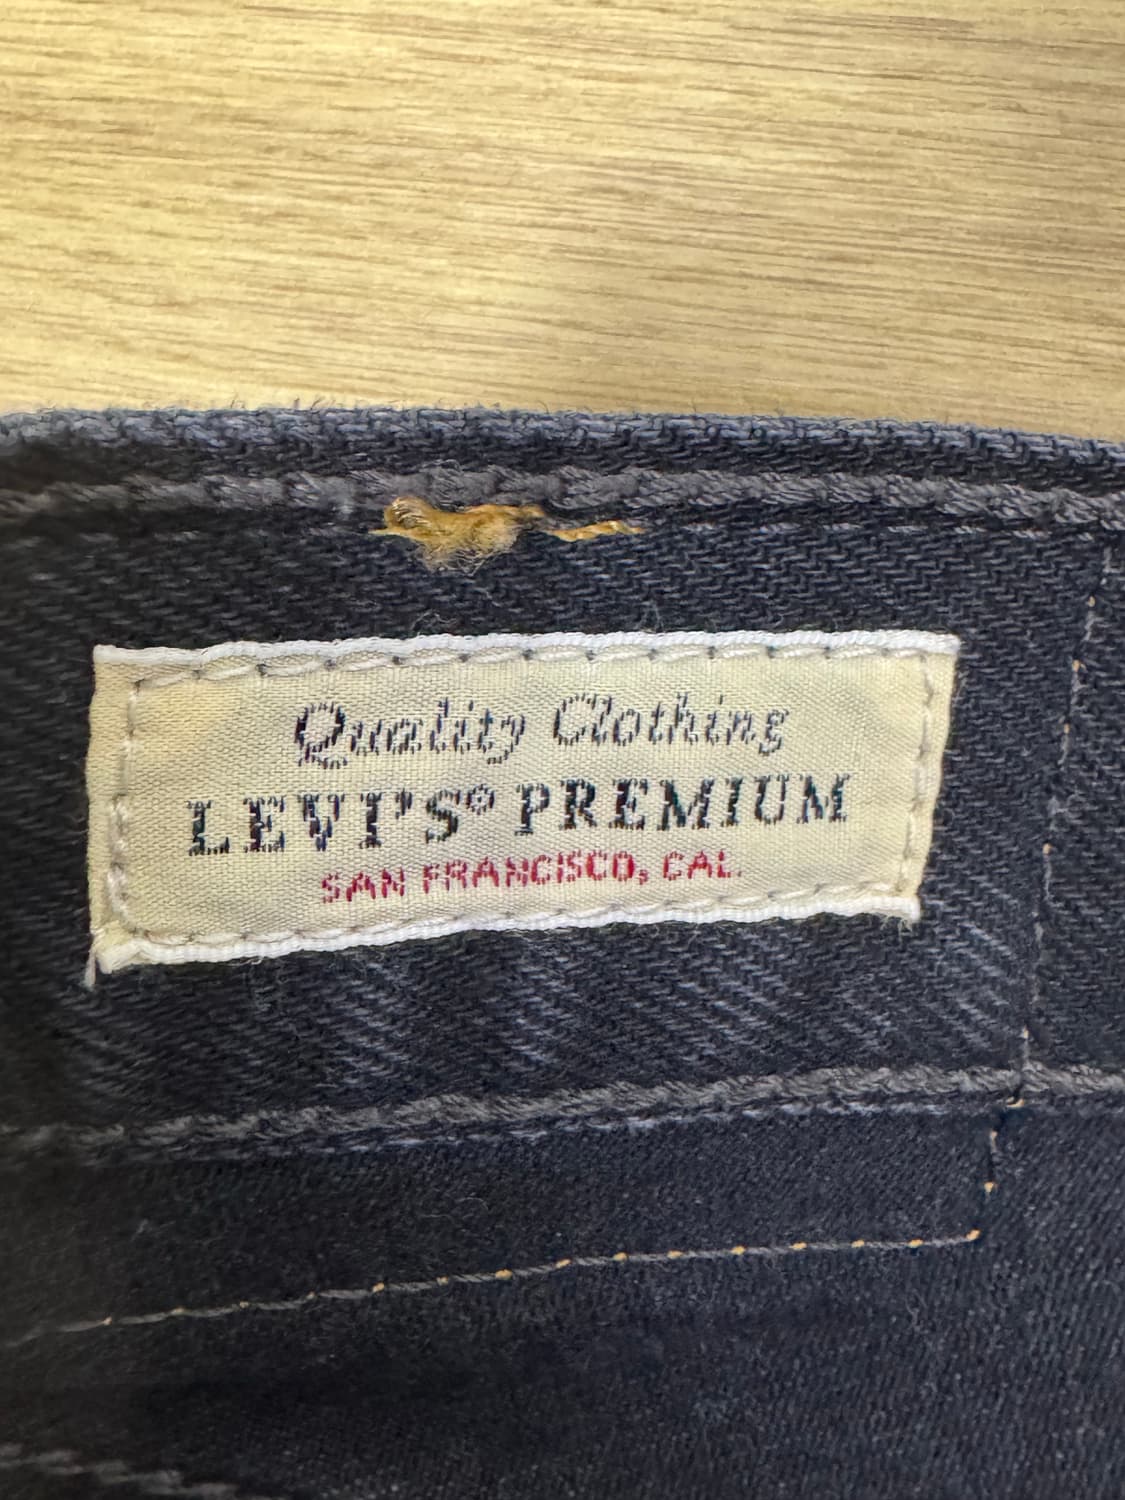 Quality Clothing
LEVI'S® PREMIUM
SAN FRANCISCO, CAL.